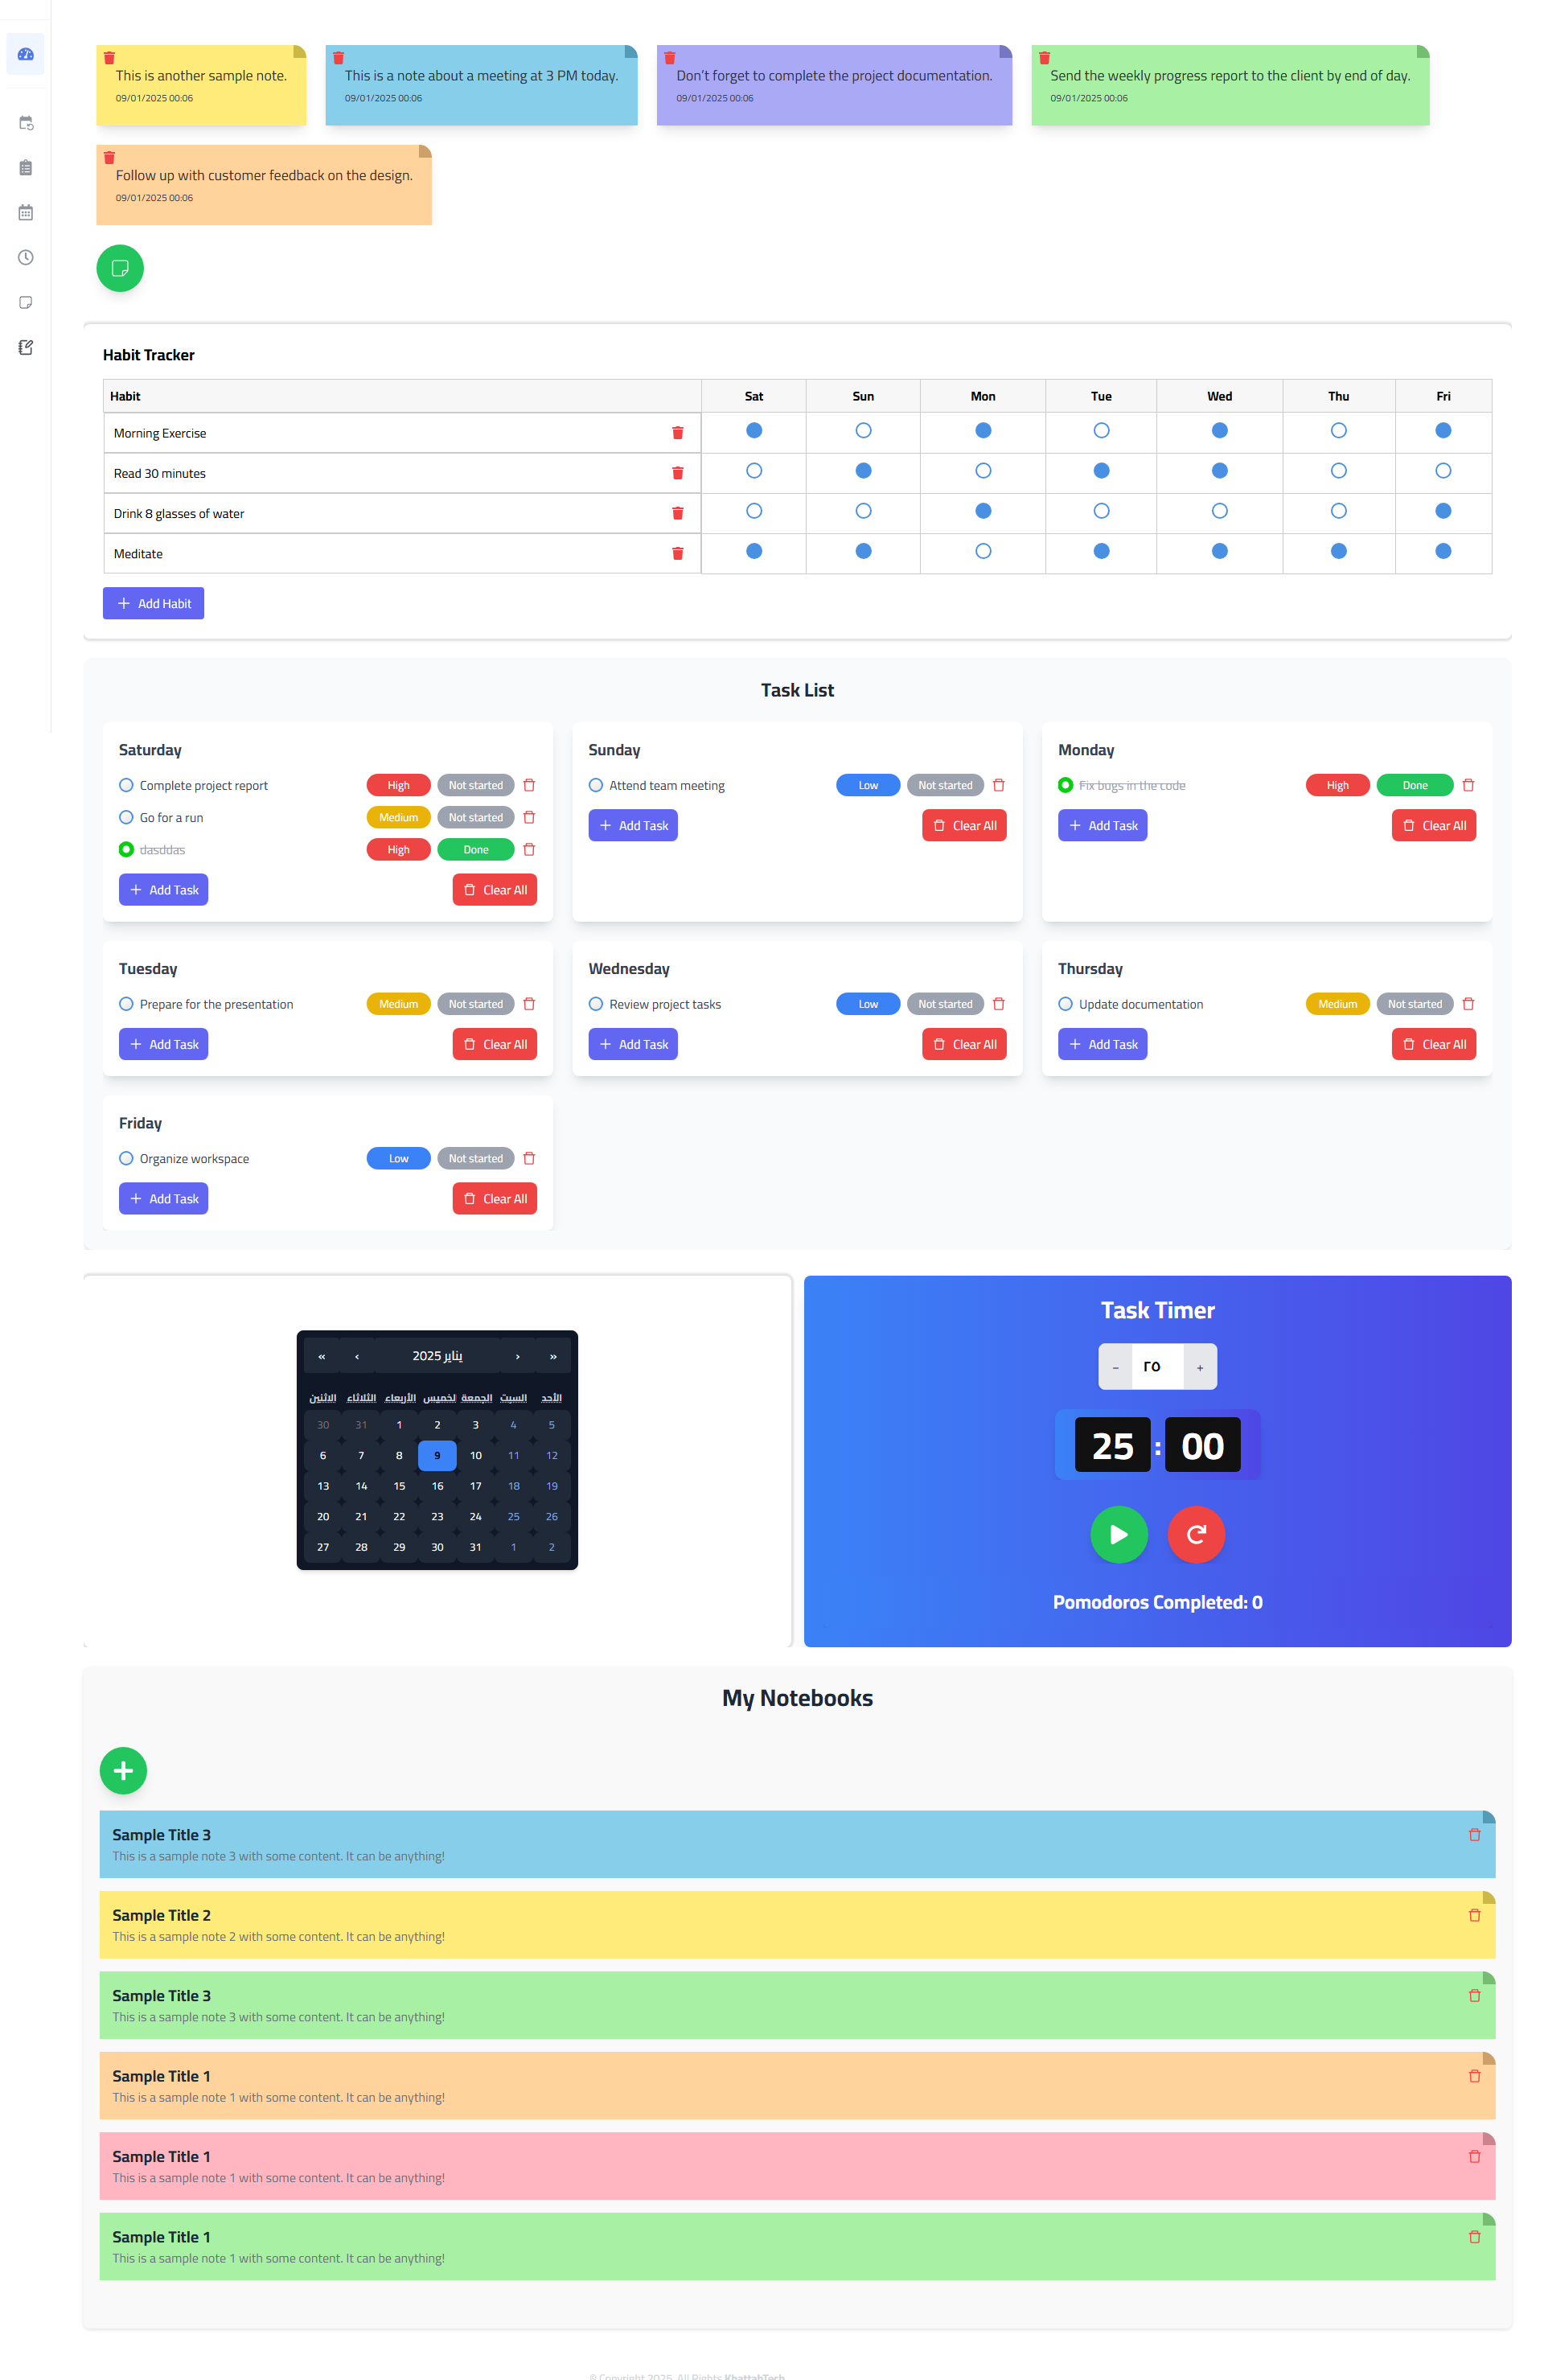 This is another sample note.
09/01/2025 00:06
This is a note about a meeting at 3 PM today.
09/01/2025 00:06
Don't forget to complete the project documentation.
09/01/2025 00:06
Send the weekly progress report to the client by end of day.
09/01/2025 00:06
Follow up with customer feedback on the design.
09/01/2025 00:06
Habit Tracker
Habit Sat Sun Mon Tue Wed Thu Fri
Morning Exercise
Read 30 minutes
Drink 8 glasses of water
Meditate
+ Add Habit
Task List
Saturday
Complete project report High Not started
Go for a run Medium Not started
dasddas High Done
+ Add Task Clear All
Sunday
Attend team meeting Low Not started
+ Add Task Clear All
Monday
Fix bugs in the code High Done
+ Add Task Clear All
Tuesday
Prepare for the presentation Medium Not started
+ Add Task Clear All
Wednesday
Review project tasks Low Not started
+ Add Task Clear All
Thursday
Update documentation Medium Not started
+ Add Task Clear All
Friday
Organize workspace Low Not started
+ Add Task Clear All
« ‹ يناير 2025 › »
الاثنين الثلاثاء الأربعاء الخميس الجمعة السبت الأحد
30 31 1 2 3 4 5
6 7 8 9 10 11 12
13 14 15 16 17 18 19
20 21 22 23 24 25 26
27 28 29 30 31 1 2
Task Timer
− ٢٥ +
25 : 00
Pomodoros Completed: 0
My Notebooks
Sample Title 3
This is a sample note 3 with some content. It can be anything!
Sample Title 2
This is a sample note 2 with some content. It can be anything!
Sample Title 3
This is a sample note 3 with some content. It can be anything!
Sample Title 1
This is a sample note 1 with some content. It can be anything!
Sample Title 1
This is a sample note 1 with some content. It can be anything!
Sample Title 1
This is a sample note 1 with some content. It can be anything!
© Copyright 2025. All Rights KhattabTech